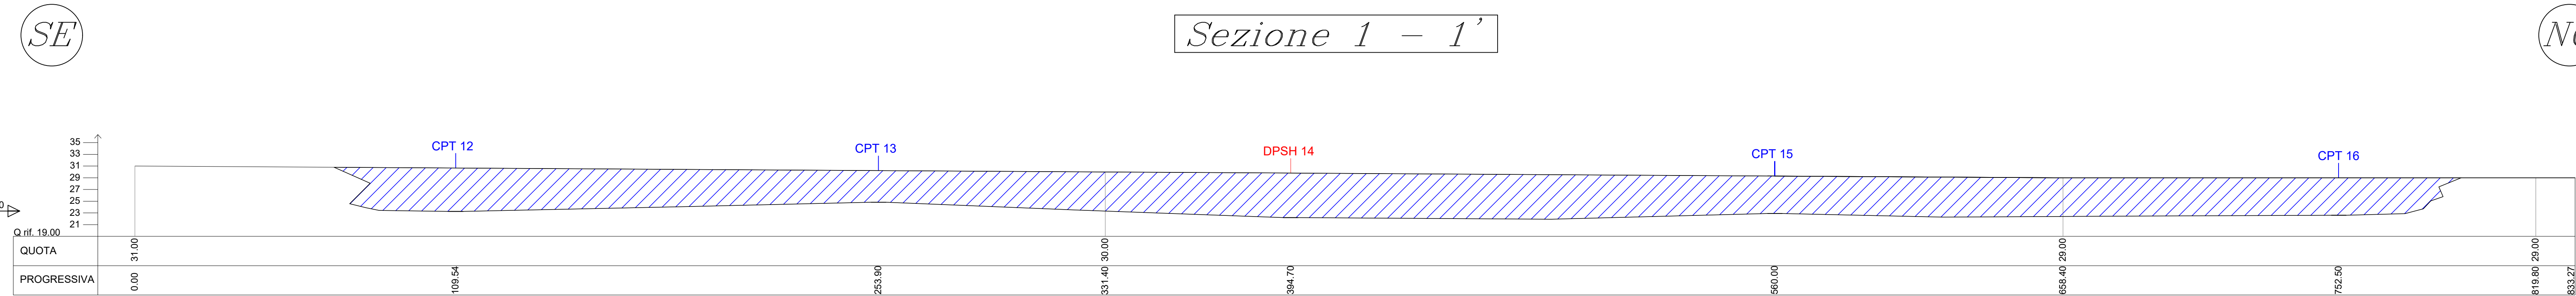 SE
Sezione 1 - 1'
CPT 12
CPT 13
DPSH 14
CPT 15
CPT 16
35
33
31
29
27
25
23
21
Q rif. 19.00
QUOTA
31.00
30.00
29.00
29.00
PROGRESSIVA
0.00
109.54
253.90
331.40
394.70
560.00
658.40
752.50
819.80
833.27